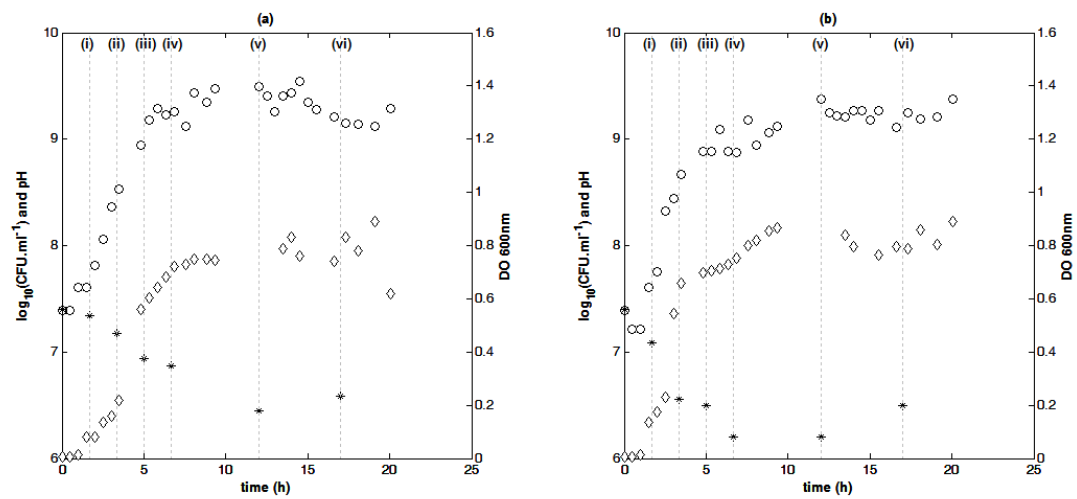 (a)
(i) (ii) (iii) (iv) (v) (vi)
10
9
8
7
6
log10(CFU.ml-1) and pH
1.6
1.4
1.2
1
0.8
0.6
0.4
0.2
0
DO 600nm
0 5 10 15 20 25
time (h)
(b)
(i) (ii) (iii) (iv) (v) (vi)
10
9
8
7
6
log10(CFU.ml-1) and pH
1.6
1.4
1.2
1
0.8
0.6
0.4
0.2
0
DO 600nm
0 5 10 15 20 25
time (h)